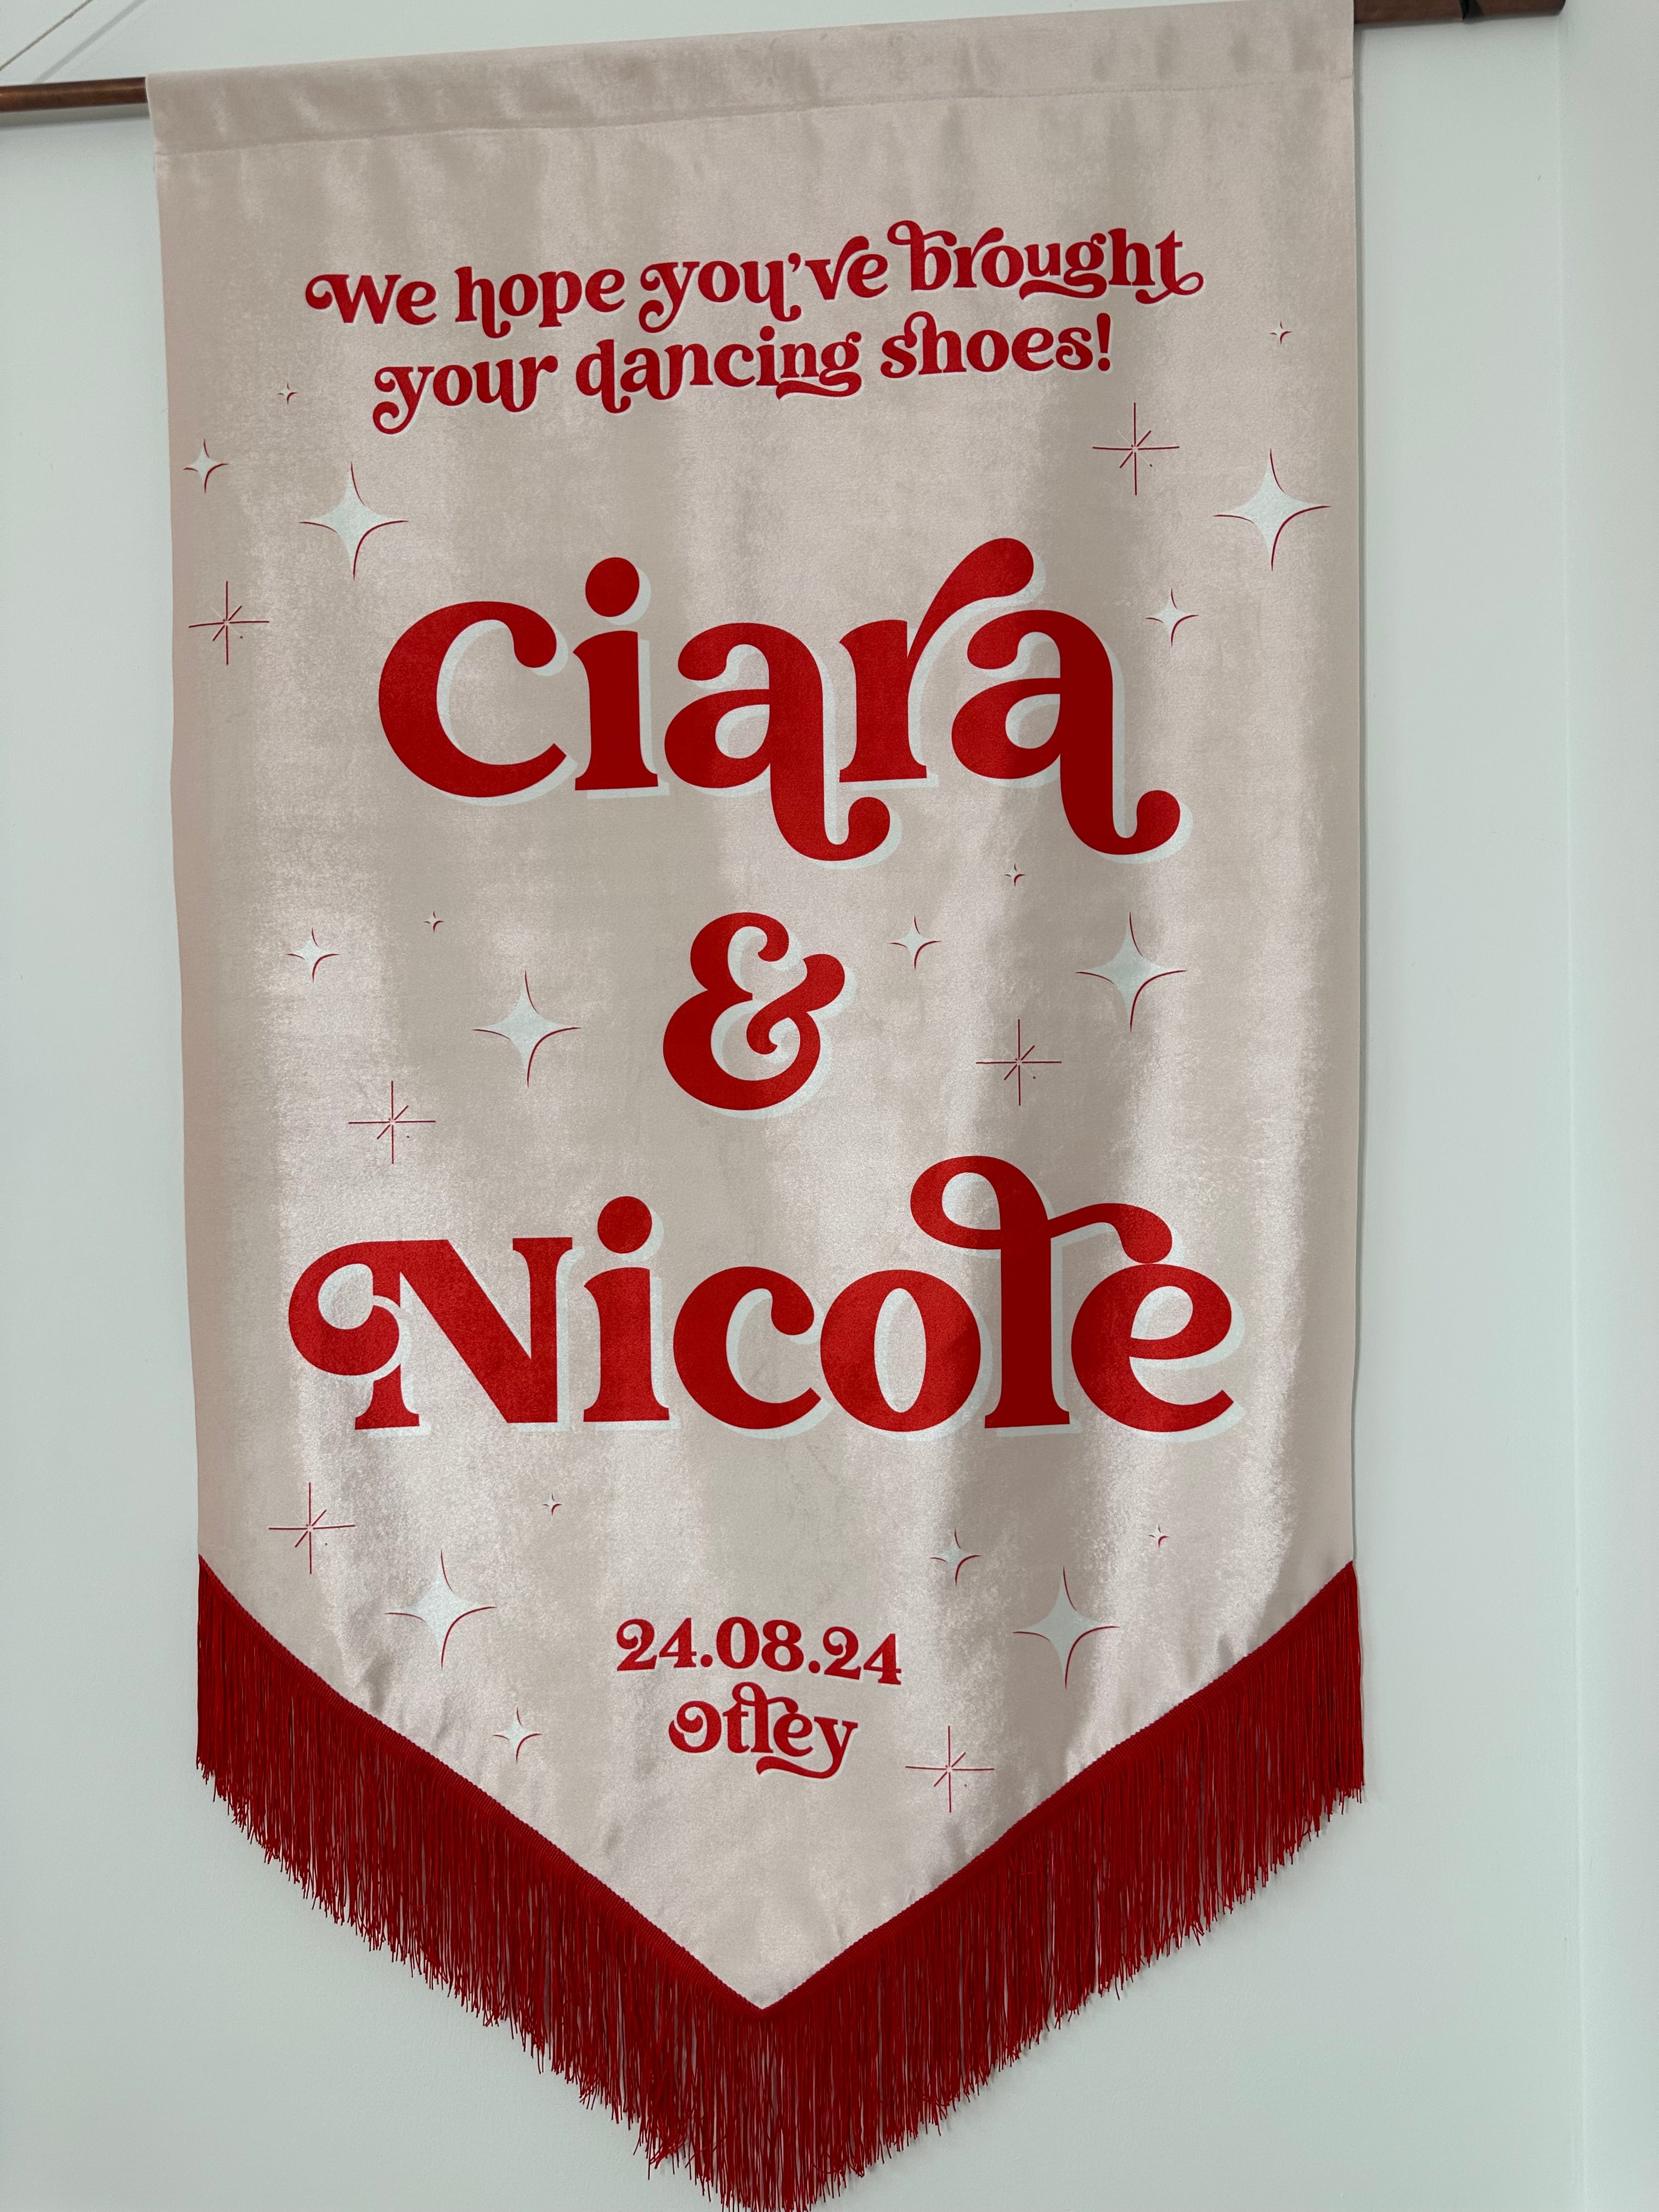 We hope you've brought
your dancing shoes!
Ciara
&
Nicole
24.08.24
Otley